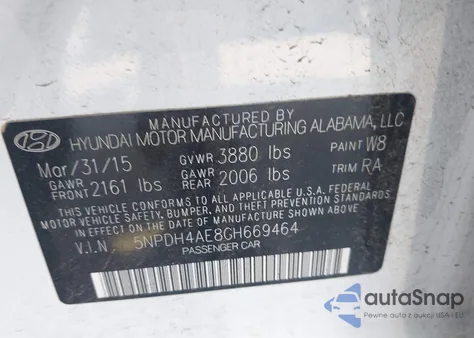 MANUFACTURED BY
HYUNDAI MOTOR MANUFACTURING ALABAMA, LLC
Mar/31/15 GVWR 3880 lbs PAINT W8
GAWR FRONT 2161 lbs GAWR REAR 2006 lbs TRIM RA
THIS VEHICLE CONFORMS TO ALL APPLICABLE U.S. FEDERAL
MOTOR VEHICLE SAFETY, BUMPER, AND THEFT PREVENTION STANDARDS
IN EFFECT ON THE DATE OF MANUFACTURE SHOWN ABOVE.
V.I.N. 5NPDH4AE8GH669464
PASSENGER CAR
autoSnap
Pewne auta z aukcji USA i EU